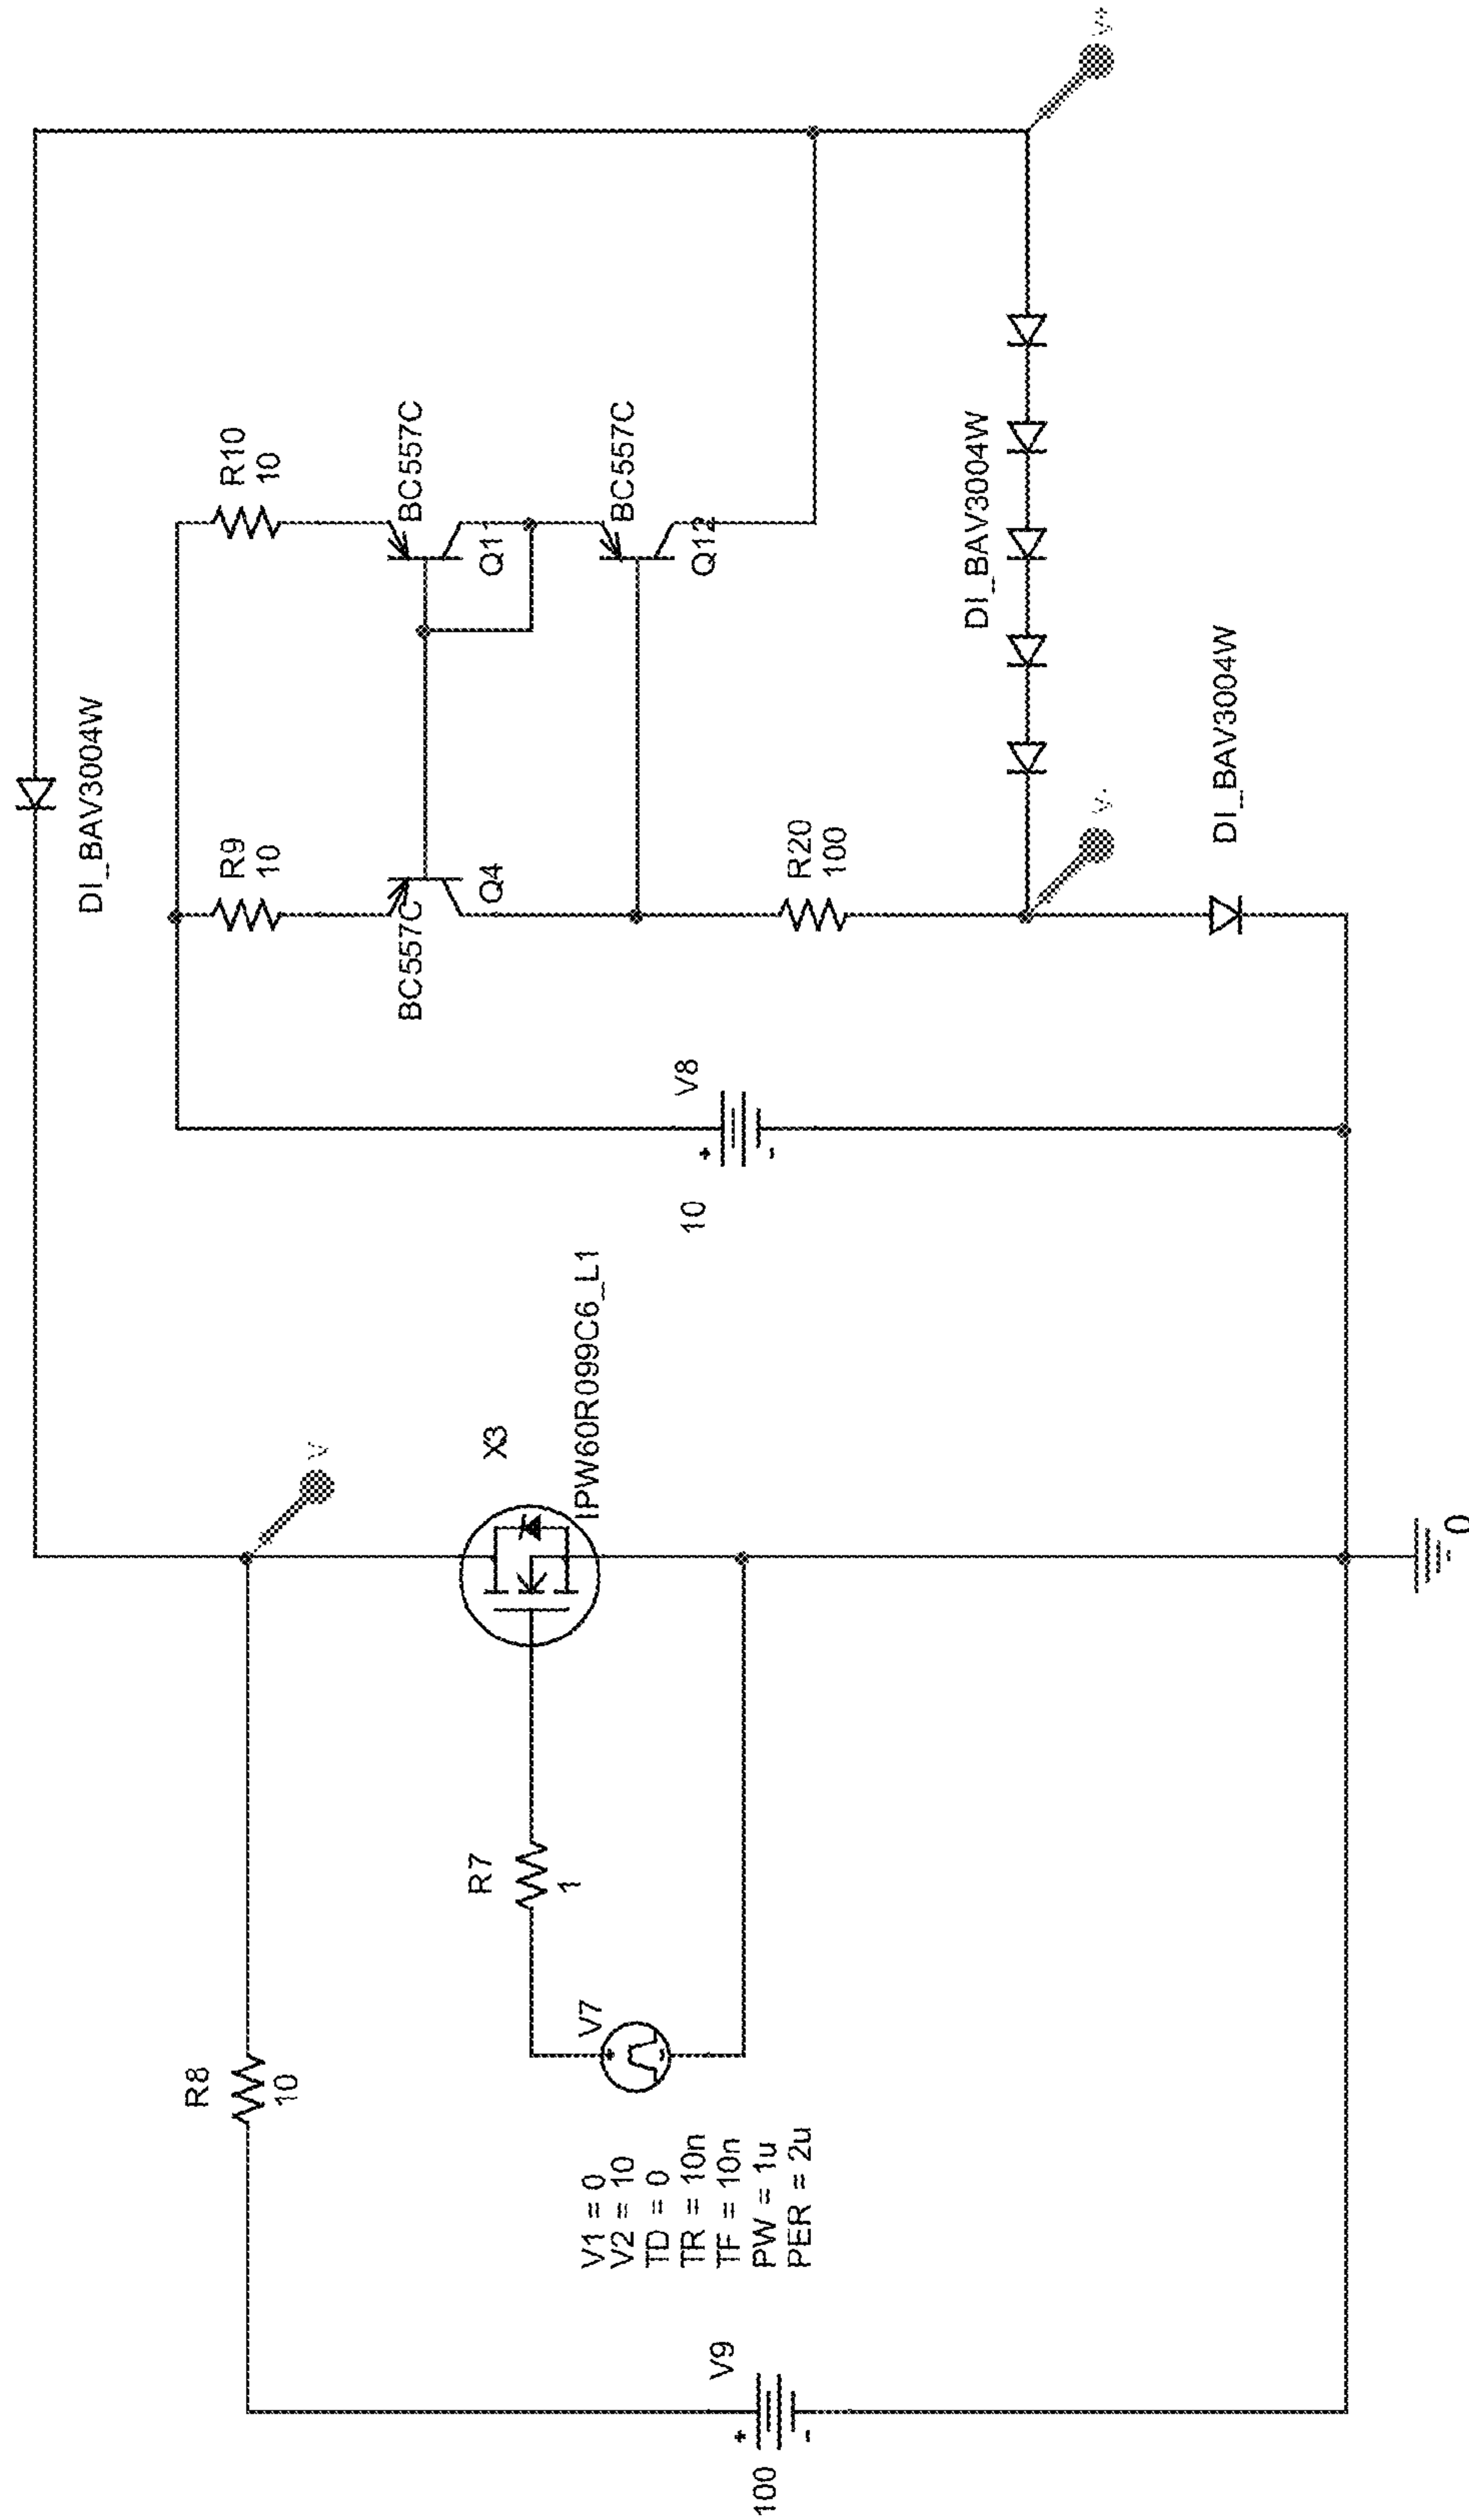 DI_BAV3004W
R10
10
R9
10
BC557C
Q11
BC557C
Q4
BC557C
Q12
DI_BAV3004W
R20
100
DI_BAV3004W
V+
V-
V8
+
-
10
V
X3
IPW60R099C6_L1
R8
10
R7
1
V7
+
-
V1 = 0
V2 = 10
TD = 0
TR = 10n
TF = 10n
PW = 1u
PER = 2u
V9
+
-
100
0